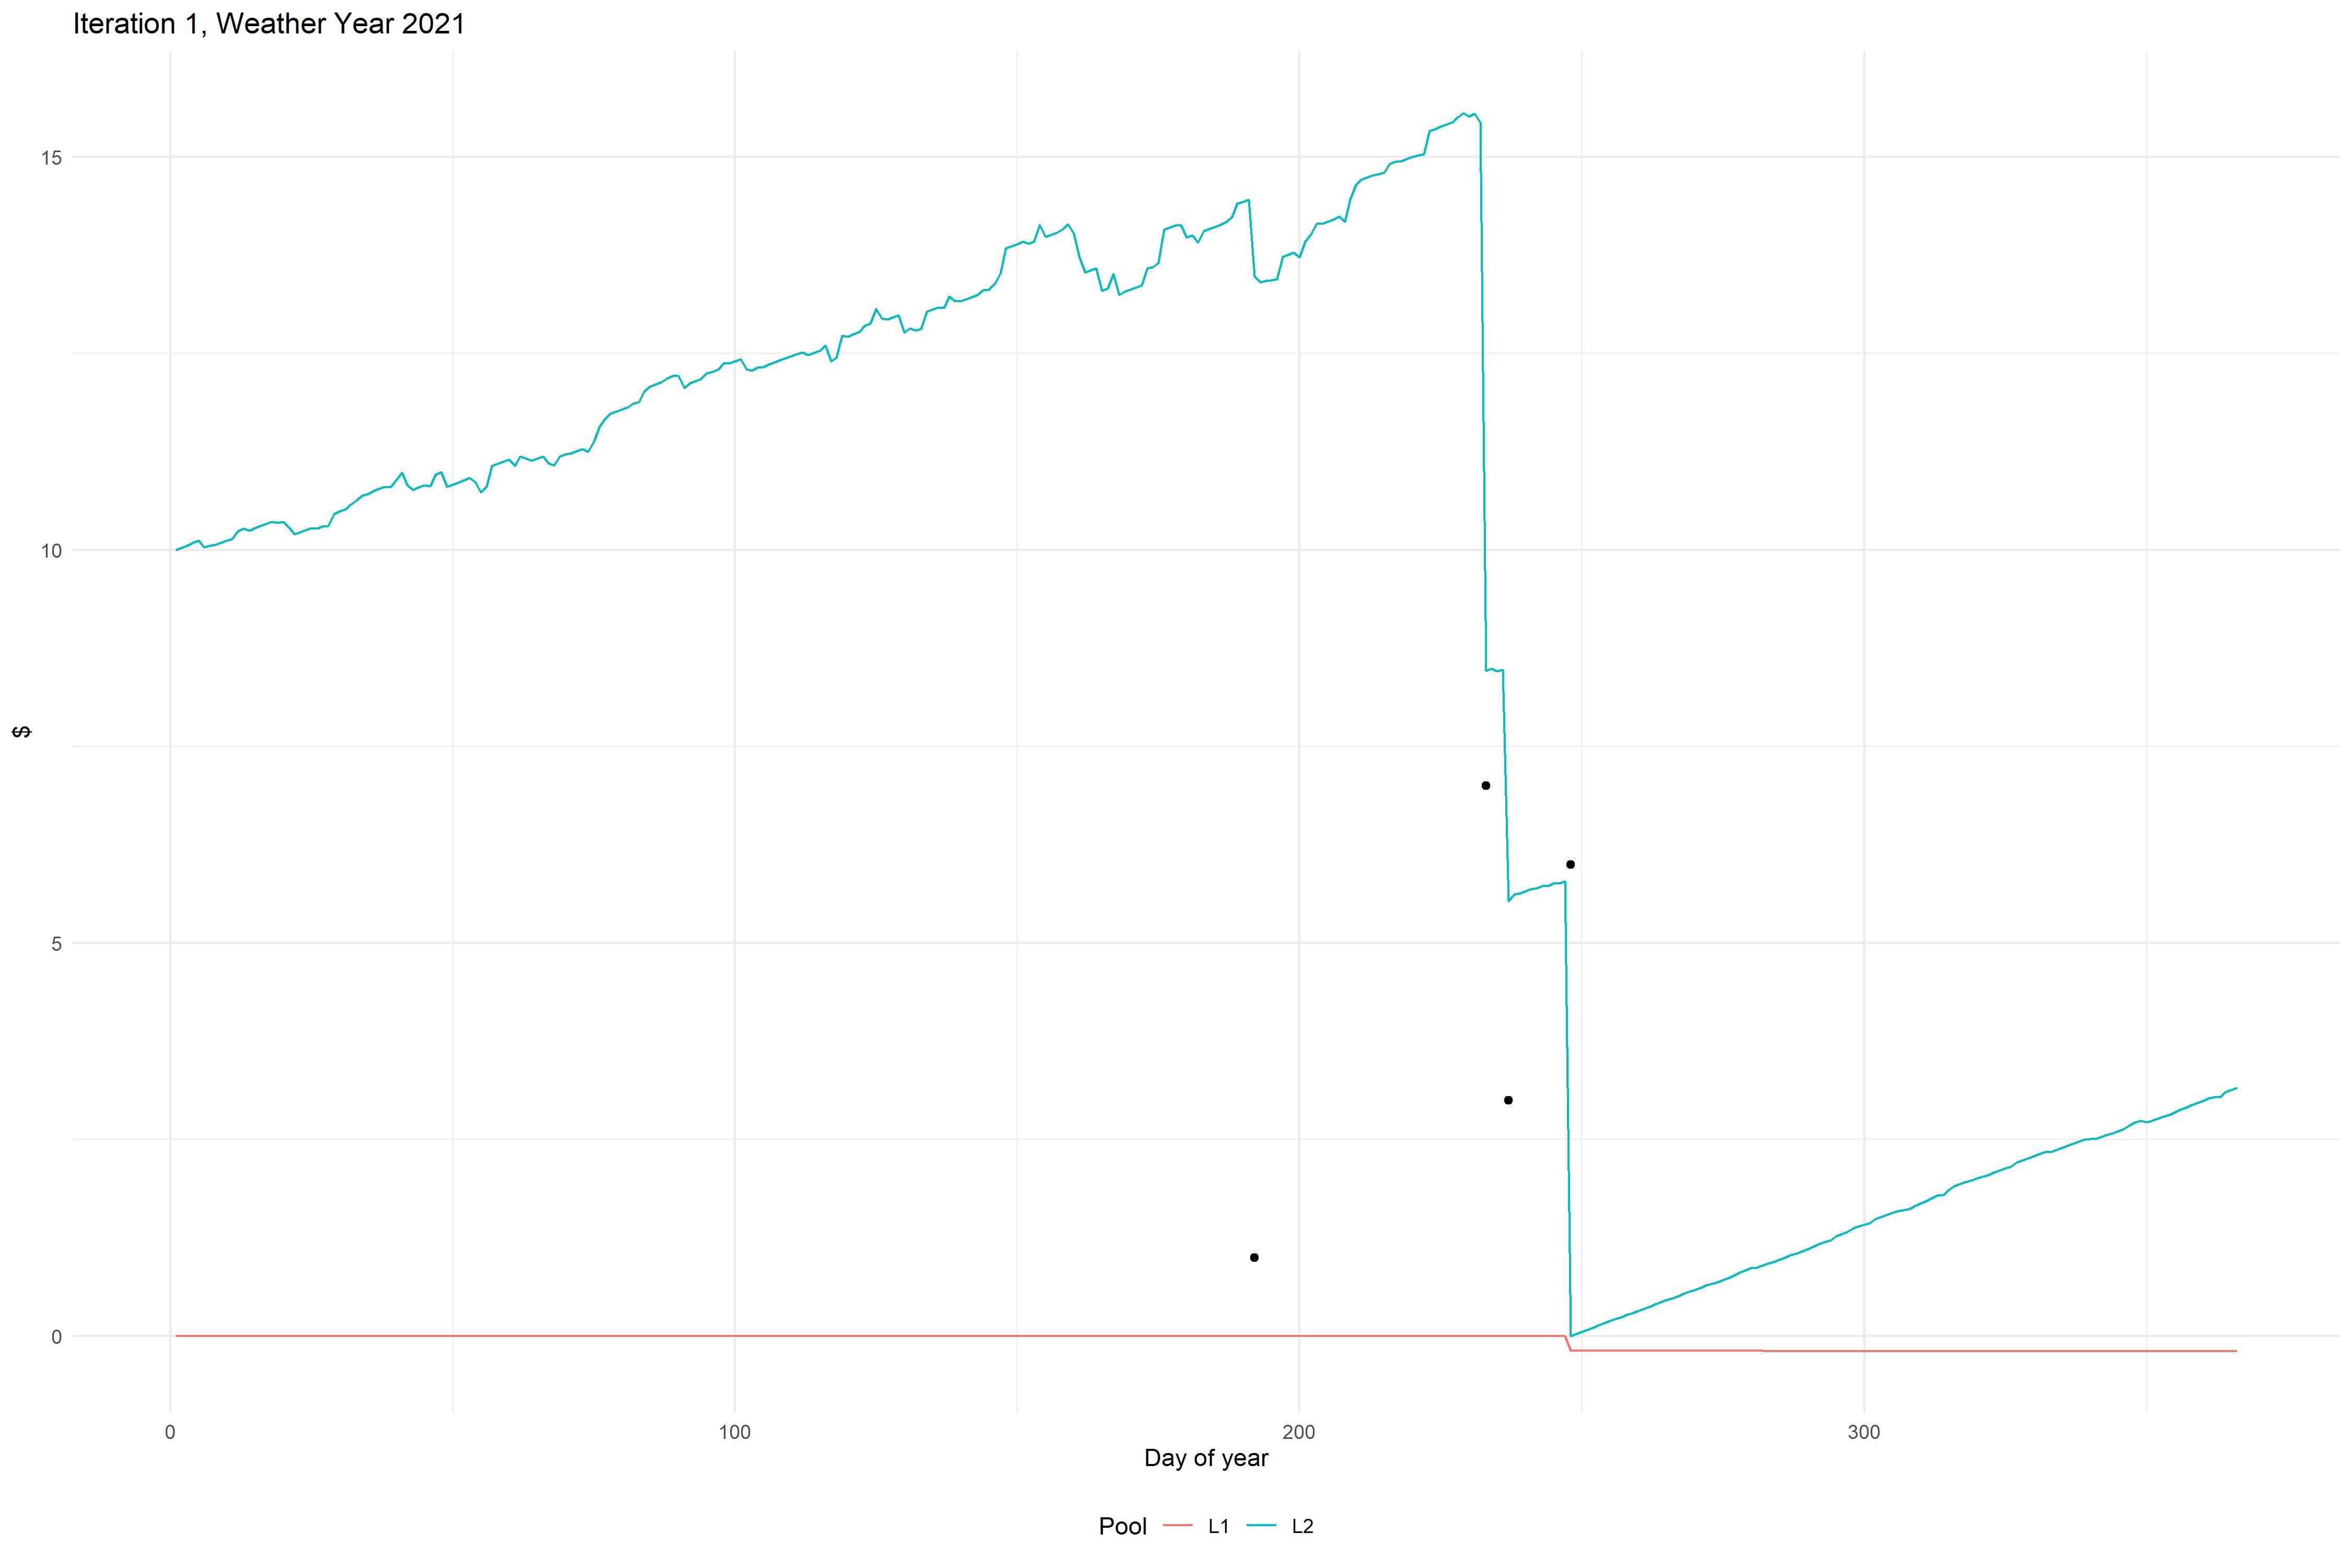 Iteration 1, Weather Year 2021
15
10
5
0
$
0 100 200 300
Day of year
Pool L1 L2